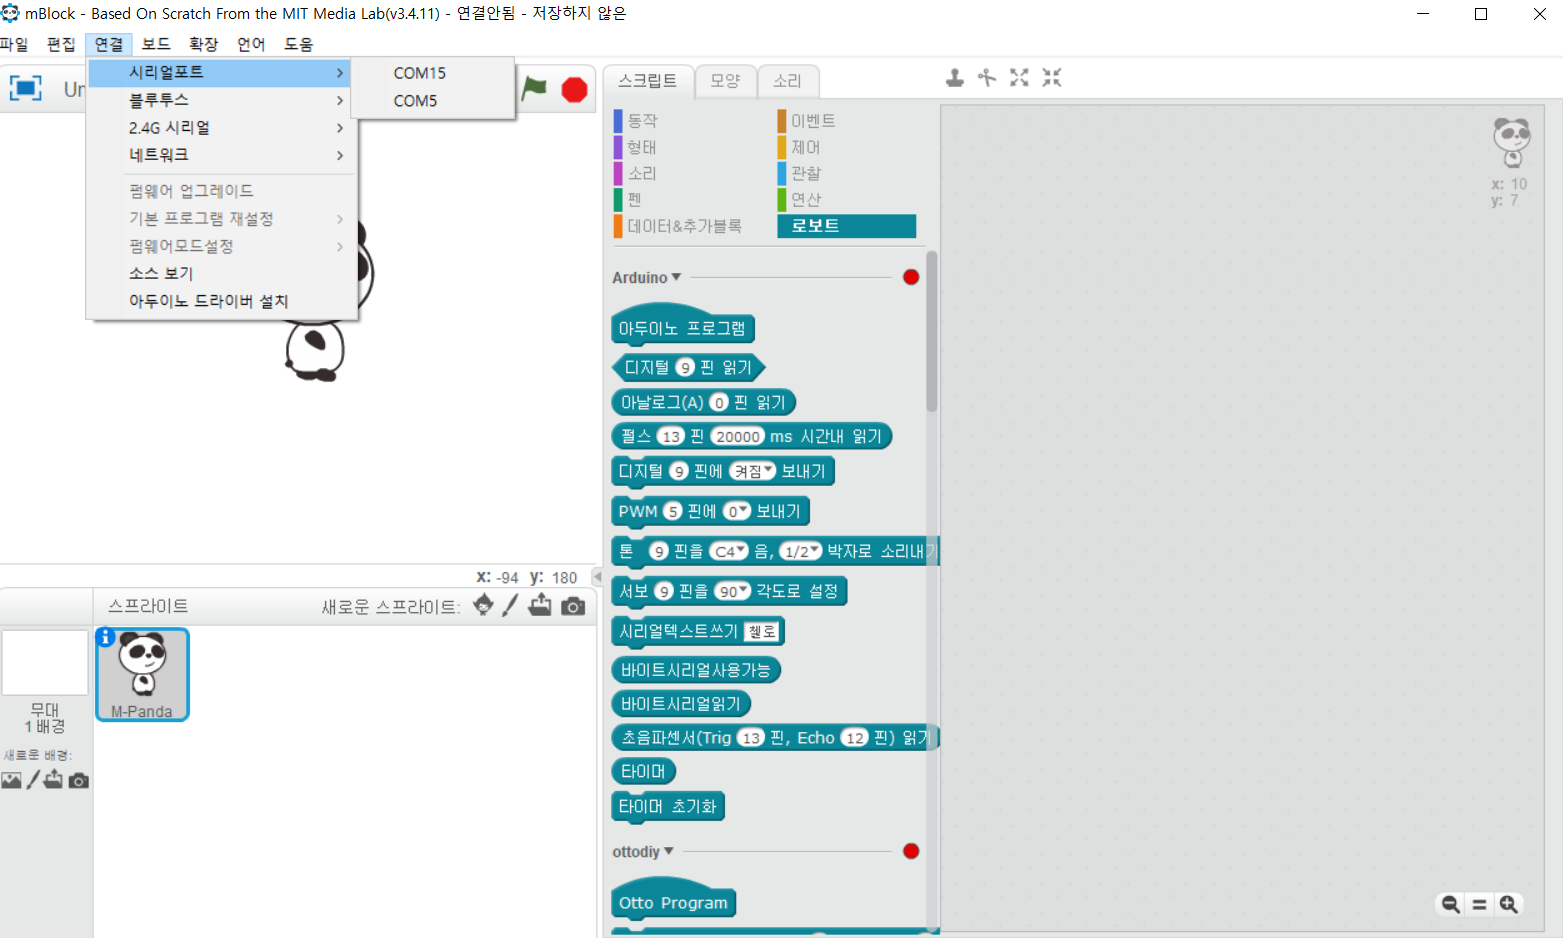 mBlock - Based On Scratch From the MIT Media Lab(v3.4.11) - 연결안됨 - 저장하지 않은
파일 편집 연결 보드 확장 언어 도움
시리얼포트
블루투스
2.4G 시리얼
네트워크
펌웨어 업그레이드
기본 프로그램 재설정
펌웨어모드설정
소스 보기
아두이노 드라이버 설치
COM15
COM5
Un
x: -94 y: 180
스프라이트 새로운 스프라이트:
M-Panda
무대
1 배경
새로운 배경:
스크립트 모양 소리
동작 이벤트
형태 제어
소리 관찰
펜 연산
데이터&추가블록 로보트
Arduino
아두이노 프로그램
디지털 9 핀 읽기
아날로그(A) 0 핀 읽기
펄스 13 핀 20000 ms 시간내 읽기
디지털 9 핀에 켜짐 보내기
PWM 5 핀에 0 보내기
톤 9 핀을 C4 음, 1/2 박자로 소리내기
서보 9 핀을 90 각도로 설정
시리얼텍스트쓰기 헬로
바이트시리얼사용가능
바이트시리얼읽기
초음파센서(Trig 13 핀, Echo 12 핀) 읽기
타이머
타이머 초기화
ottodiy
Otto Program
x: 10
y: 7